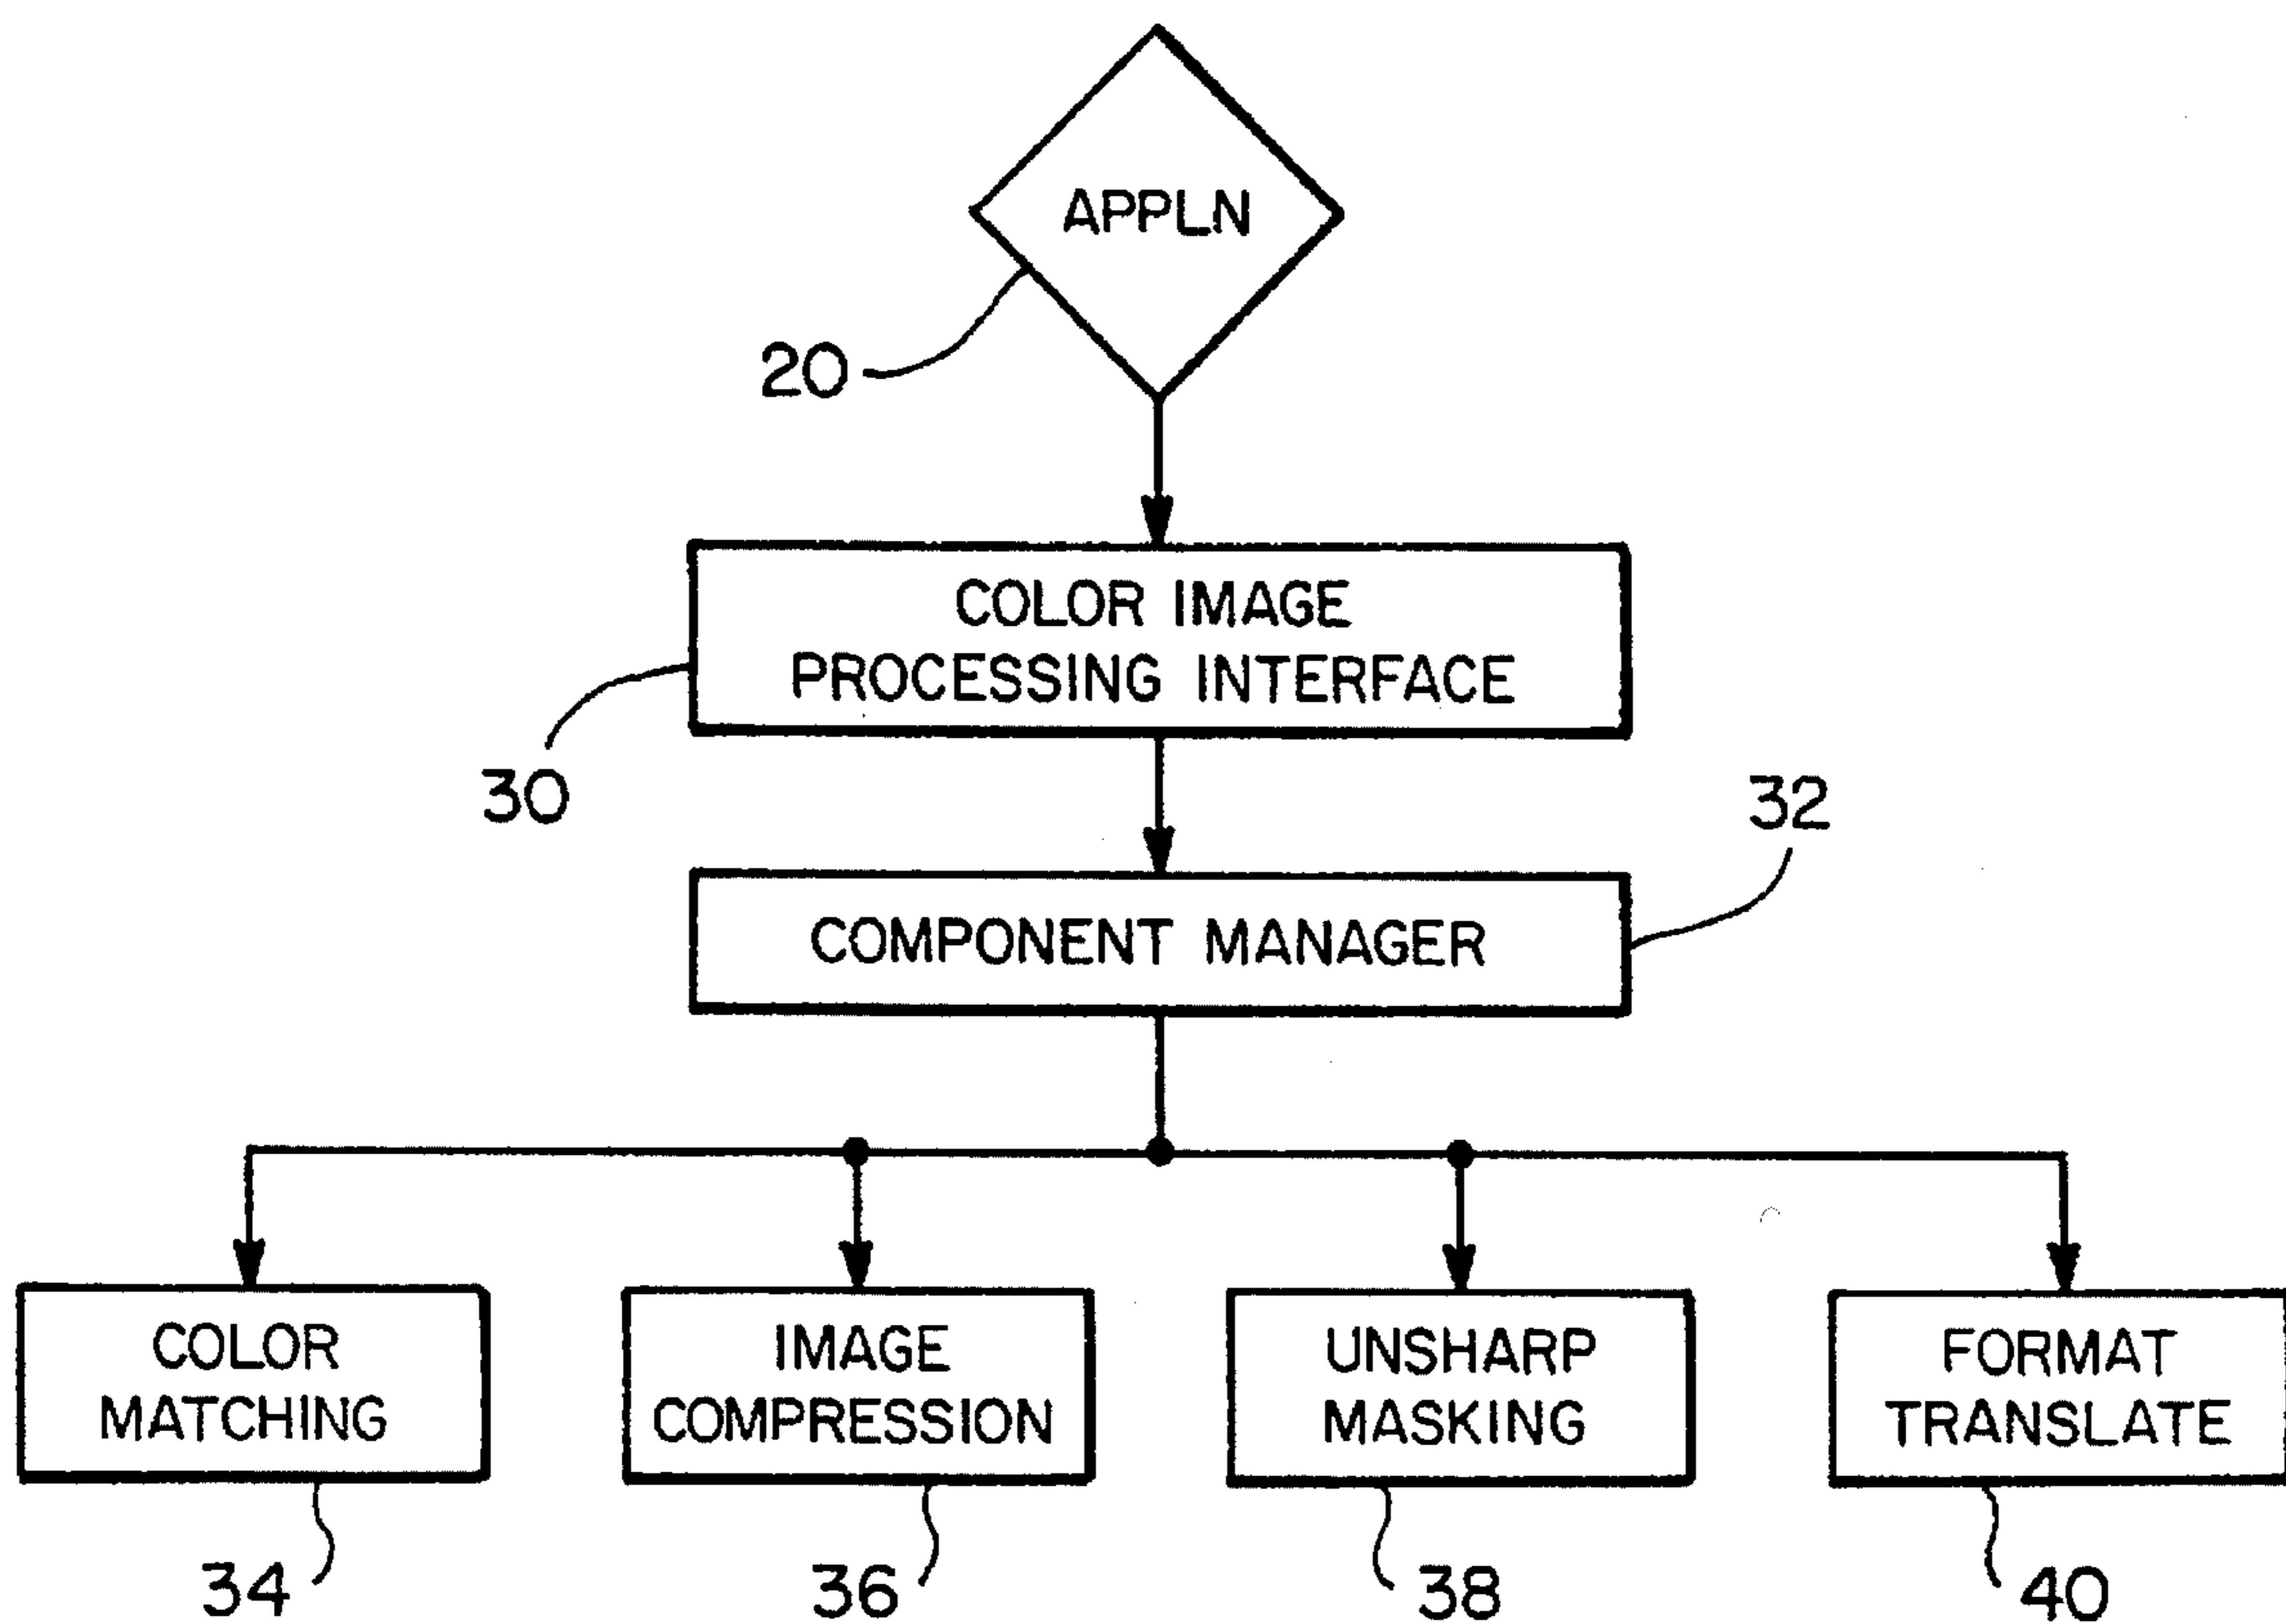 APPLN
20
COLOR IMAGE
PROCESSING INTERFACE
30
32
COMPONENT MANAGER
COLOR
MATCHING
IMAGE
COMPRESSION
UNSHARP
MASKING
FORMAT
TRANSLATE
34
36
38
40